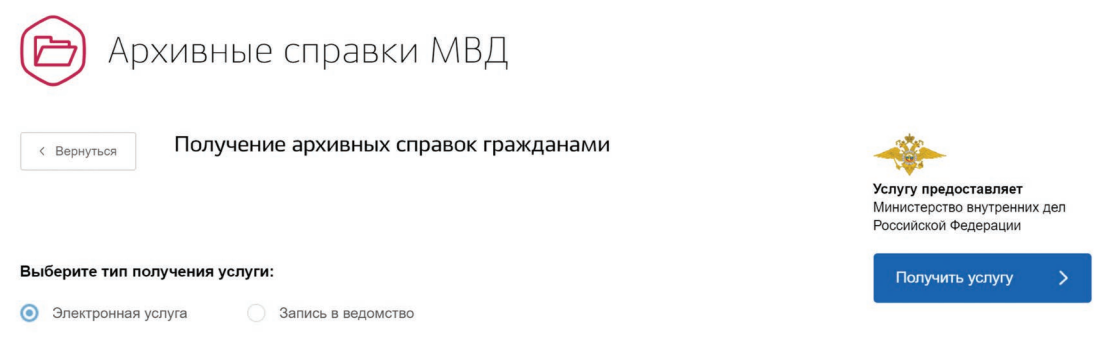 Архивные справки МВД
Вернуться
Получение архивных справок гражданами
Услугу предоставляет
Министерство внутренних дел
Российской Федерации
Выберите тип получения услуги:
Получить услугу
Электронная услуга
Запись в ведомство